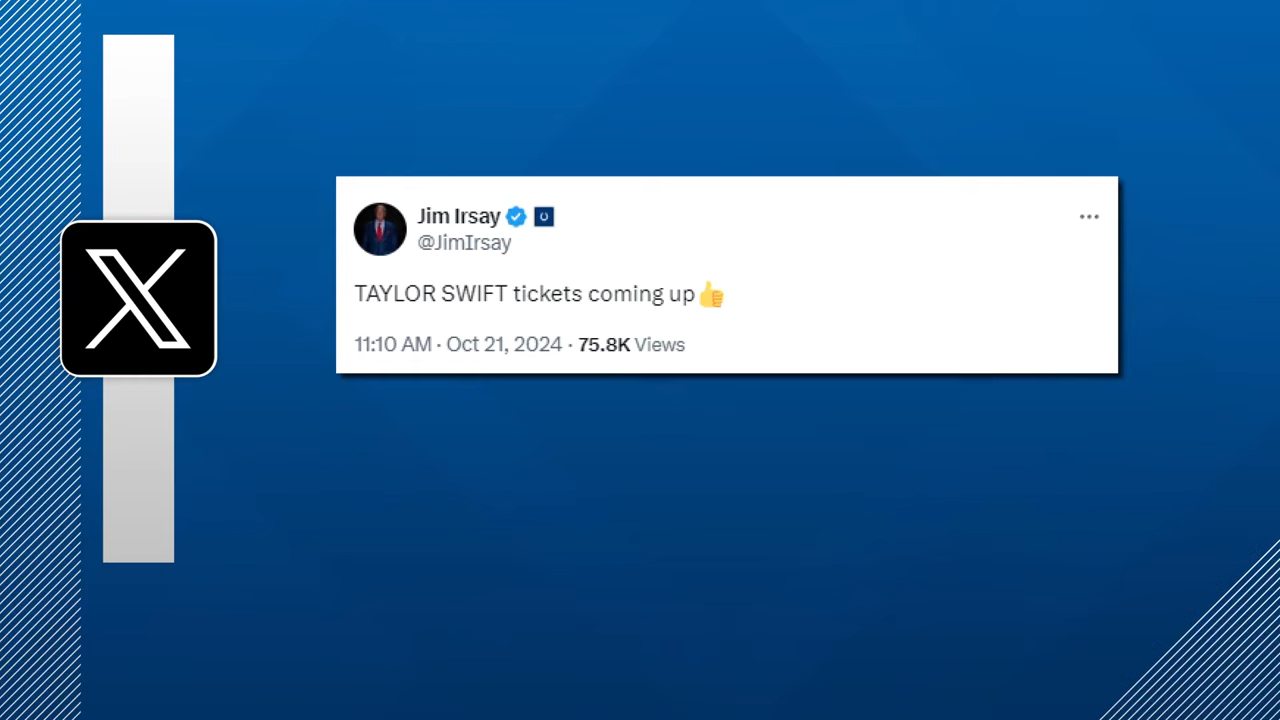 Jim Irsay
@JimIrsay
TAYLOR SWIFT tickets coming up👍
11:10 AM · Oct 21, 2024 · 75.8K Views